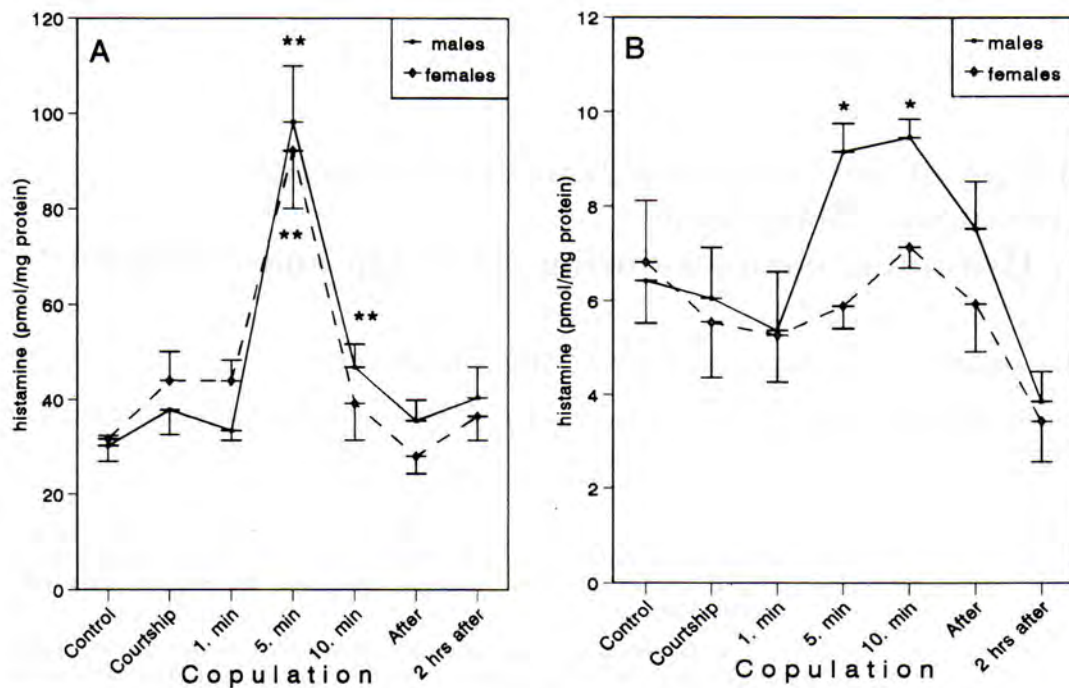 A
males
females
**
**
**
histamine (pmol/mg protein)
120
100
80
60
40
20
0
Control
Courtship
1. min
5. min
10. min
After
2 hrs after
Copulation
B
males
females
*
*
histamine (pmol/mg protein)
12
10
8
6
4
2
0
Control
Courtship
1. min
5. min
10. min
After
2 hrs after
Copulation